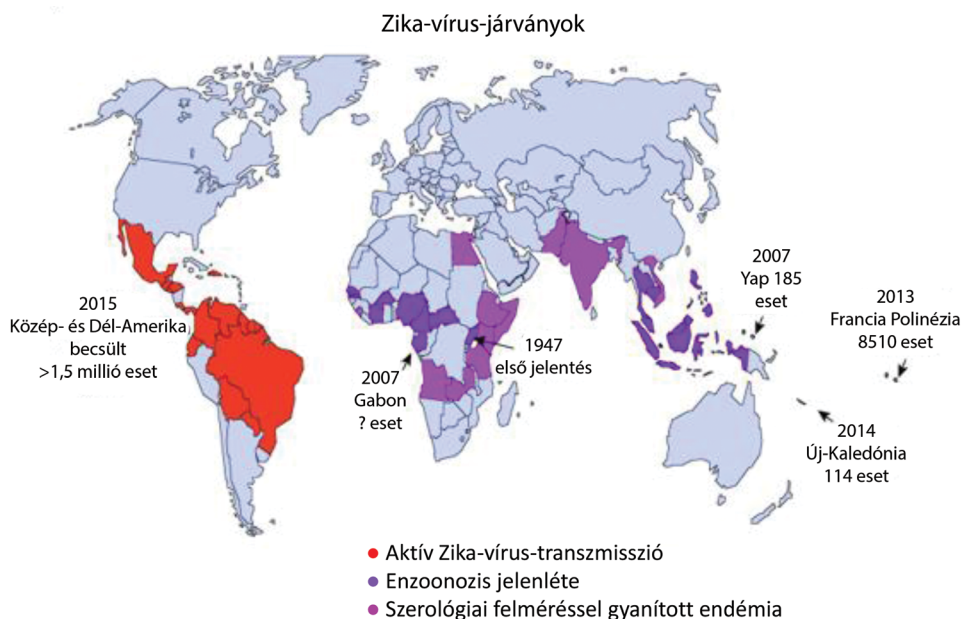 Zika-vírus-járványok
2015
Közép- és Dél-Amerika
becsült
>1,5 millió eset
2007
Gabon
? eset
1947
első jelentés
2007
Yap 185
eset
2013
Francia Polinézia
8510 eset
2014
Új-Kaledónia
114 eset
Aktív Zika-vírus-transzmisszió
Enzoonozis jelenléte
Szerológiai felméréssel gyanított endémia